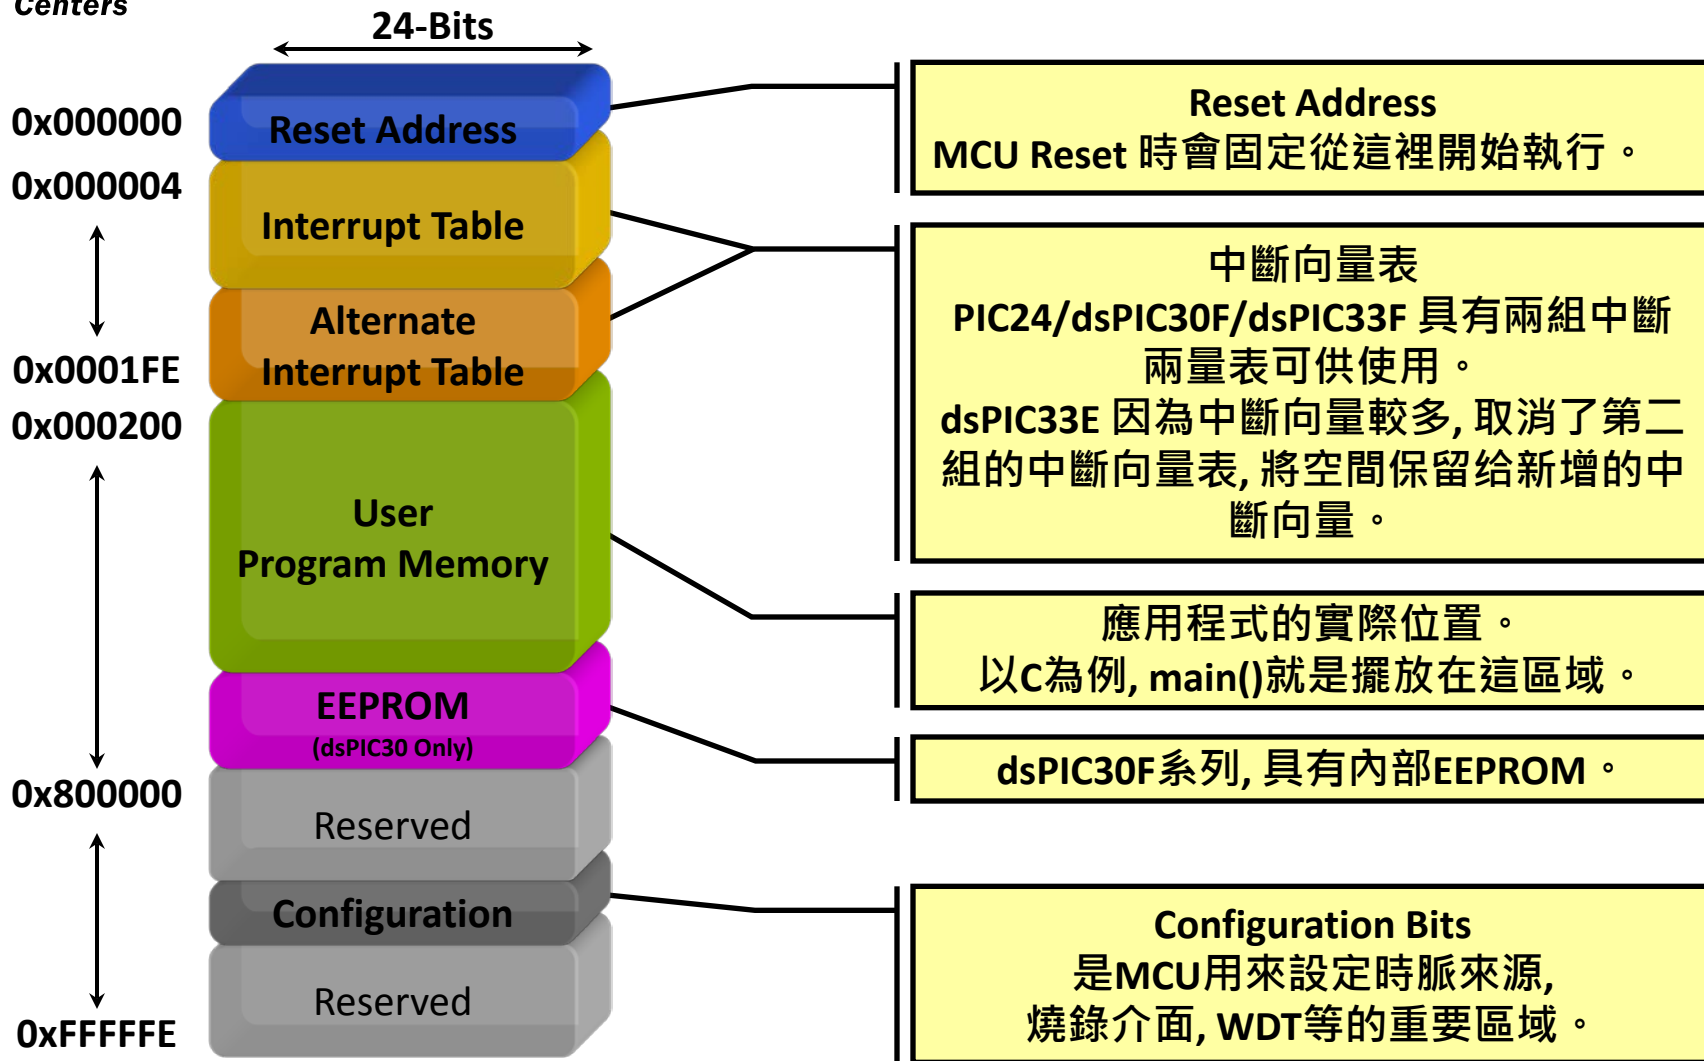 Centers
24-Bits
0x000000
0x000004
0x0001FE
0x000200
0x800000
0xFFFFFE
Reset Address
Interrupt Table
Alternate
Interrupt Table
User
Program Memory
EEPROM
(dsPIC30 Only)
Reserved
Configuration
Reserved
Reset Address
MCU Reset 時會固定從這裡開始執行。
中斷向量表
PIC24/dsPIC30F/dsPIC33F 具有兩組中斷
兩量表可供使用。
dsPIC33E 因為中斷向量較多, 取消了第二
組的中斷向量表, 將空間保留给新增的中
斷向量。
應用程式的實際位置。
以C為例, main()就是擺放在這區域。
dsPIC30F系列, 具有內部EEPROM。
Configuration Bits
是MCU用來設定時脈來源,
燒錄介面, WDT等的重要區域。